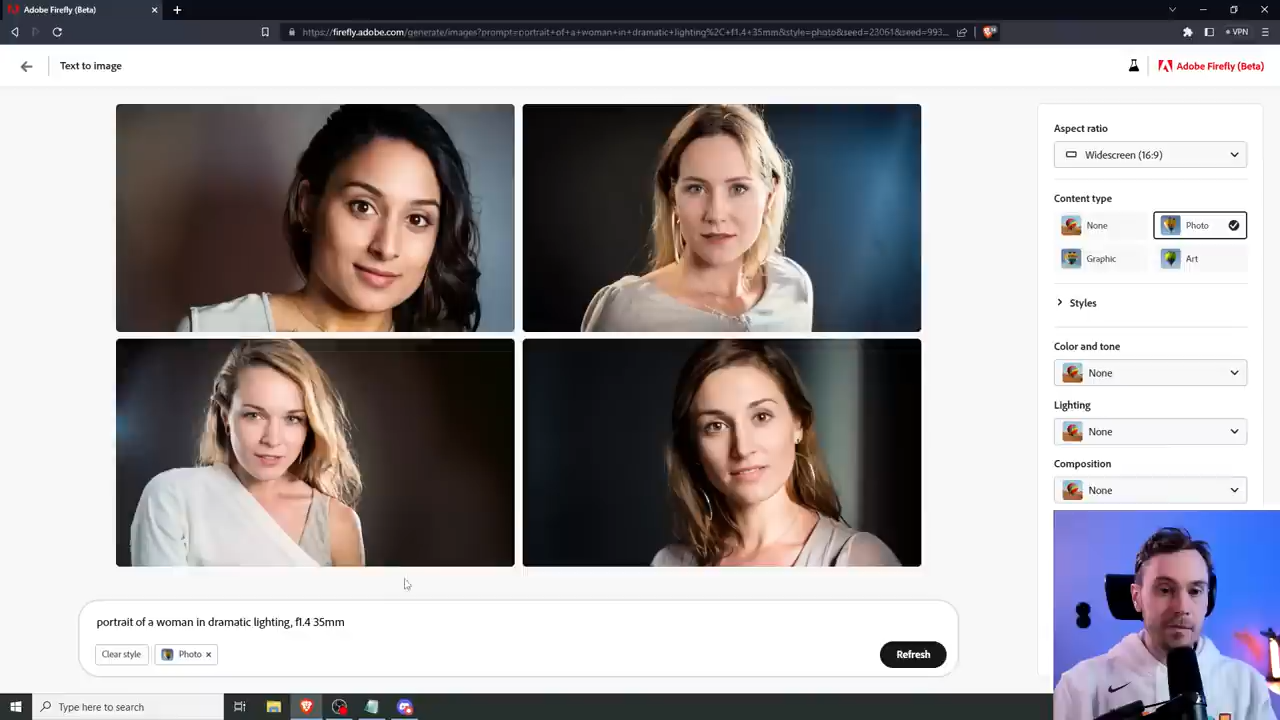 Adobe Firefly (Beta)
https://firefly.adobe.com/generate/images?prompt=portrait+of+a+woman+in+dramatic+lighting%2C+f1.4+35mm&style=photo&seed=23061&seed=993...
VPN
Text to image
Adobe Firefly (Beta)
Aspect ratio
Widescreen (16:9)
Content type
None
Photo
Graphic
Art
Styles
Color and tone
None
Lighting
None
Composition
None
portrait of a woman in dramatic lighting, f1.4 35mm
Clear style
Photo
Refresh
Type here to search